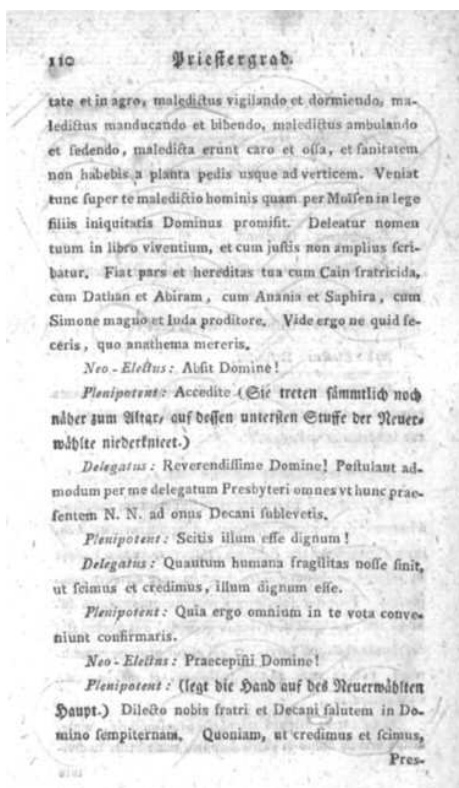 110 Priestergrad.
tate et in agro, maledictus vigilando et dormiendo, ma-
ledictus manducando et bibendo, maledictus ambulando
et ſedendo, maledicta erunt caro et oſſa, et ſanitatem
non habebis a planta pedis usque ad verticem. Veniat
tunc ſuper te maledictio hominis quam per Moiſen in lege
filiis iniquitatis Dominus promiſit. Deleatur nomen
tuum in libro viventium, et cum juſtis non amplius ſcri-
batur. Fiat pars et hereditas tua cum Cain fratricida,
cum Dathan et Abiram, cum Anania et Saphira, cum
Simone magno et Iuda proditore. Vide ergo ne quid fe-
ceris, quo anathema mereris.
Neo-Electus: Abſit Domine!
Plenipotent: Accedite (Sie treten ſämmtlich noch
näher zum Altar, auf deſſen unterſten Stuffe der Neuer-
wählte niederknieet.)
Delegatus: Reverendiſſime Domine! Poſtulant ad-
modum per me delegatum Presbyteri omnes vt hunc prae-
ſentem N. N. ad onus Decani ſublevetis.
Plenipotent: Scitis illum eſſe dignum!
Delegatus: Quantum humana fragilitas noſſe ſinit,
ut ſcimus et credimus, illum dignum eſſe.
Plenipotent: Quia ergo omnium in te vota conve-
niunt confirmaris.
Neo-Electus: Praecepiſti Domine!
Plenipotent: (legt die Hand auf des Neuerwählten
Haupt.) Dilecto nobis fratri et Decani ſalutem in Do-
mino ſempiternam. Quoniam, ut credimus et ſcimus,
Pres-